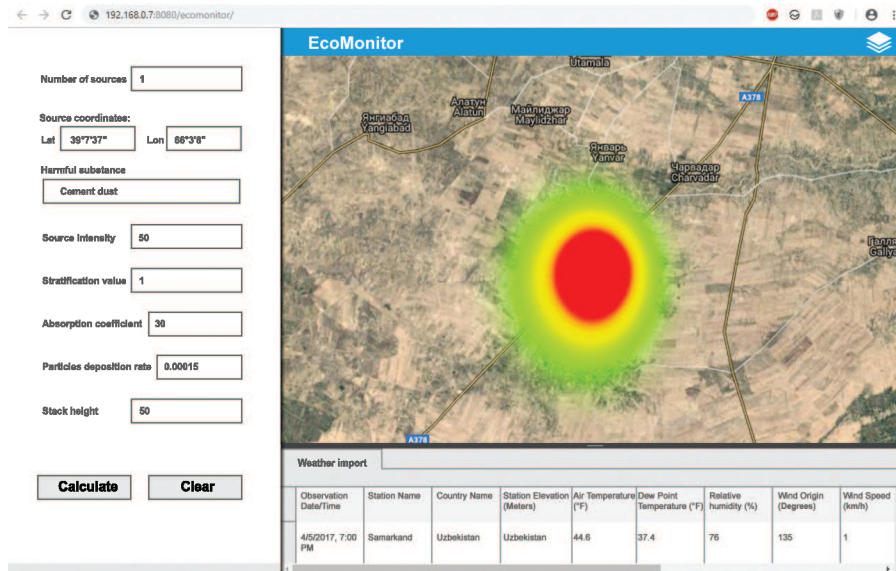 192.168.0.7:8080/ecomonitor/
EcoMonitor
Number of sources 1
Source coordinates:
Lat 39°7'37" Lon 66°3'8"
Harmful substance
Cement dust
Source intensity 50
Stratification value 1
Absorption coefficient 30
Particles deposition rate 0.00015
Stack height 50
Calculate Clear
Utamala
A378
Алатун
Alatun
Майлиджар
Maylidzhar
Янгиабад
Yangiabad
Январь
Yanvar
Чарвадар
Charvadar
Галля
Galiya
A378
Weather import
Observation Date/Time
Station Name
Country Name
Station Elevation (Meters)
Air Temperature (°F)
Dew Point Temperature (°F)
Relative humidity (%)
Wind Origin (Degrees)
Wind Speed (km/h)
4/5/2017, 7:00 PM
Samarkand
Uzbekistan
Uzbekistan
44.6
37.4
76
135
1